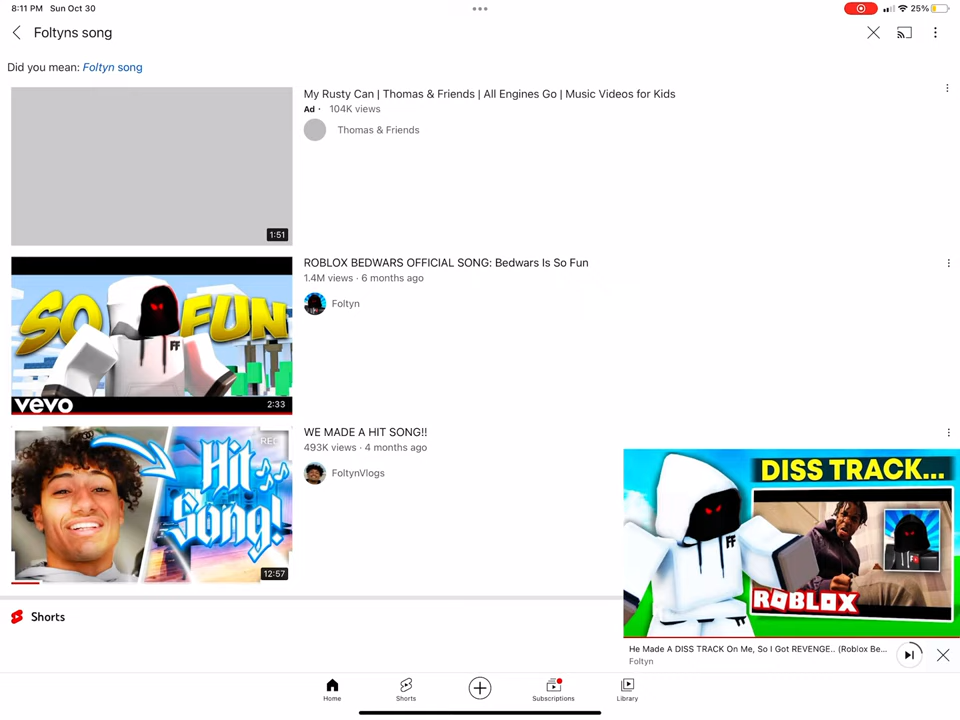 8:11 PM Sun Oct 30
25%
Foltyns song
Did you mean: Foltyn song
My Rusty Can | Thomas & Friends | All Engines Go | Music Videos for Kids
Ad · 104K views
Thomas & Friends
1:51
ROBLOX BEDWARS OFFICIAL SONG: Bedwars Is So Fun
1.4M views · 6 months ago
Foltyn
SO FUN
FF
vevo
2:33
WE MADE A HIT SONG!!
493K views · 4 months ago
FoltynVlogs
REC
Hit
Song!
12:57
DISS TRACK...
FF
ROBLOX
He Made A DISS TRACK On Me, So I Got REVENGE.. (Roblox Be...
Foltyn
Shorts
Home
Shorts
Subscriptions
Library